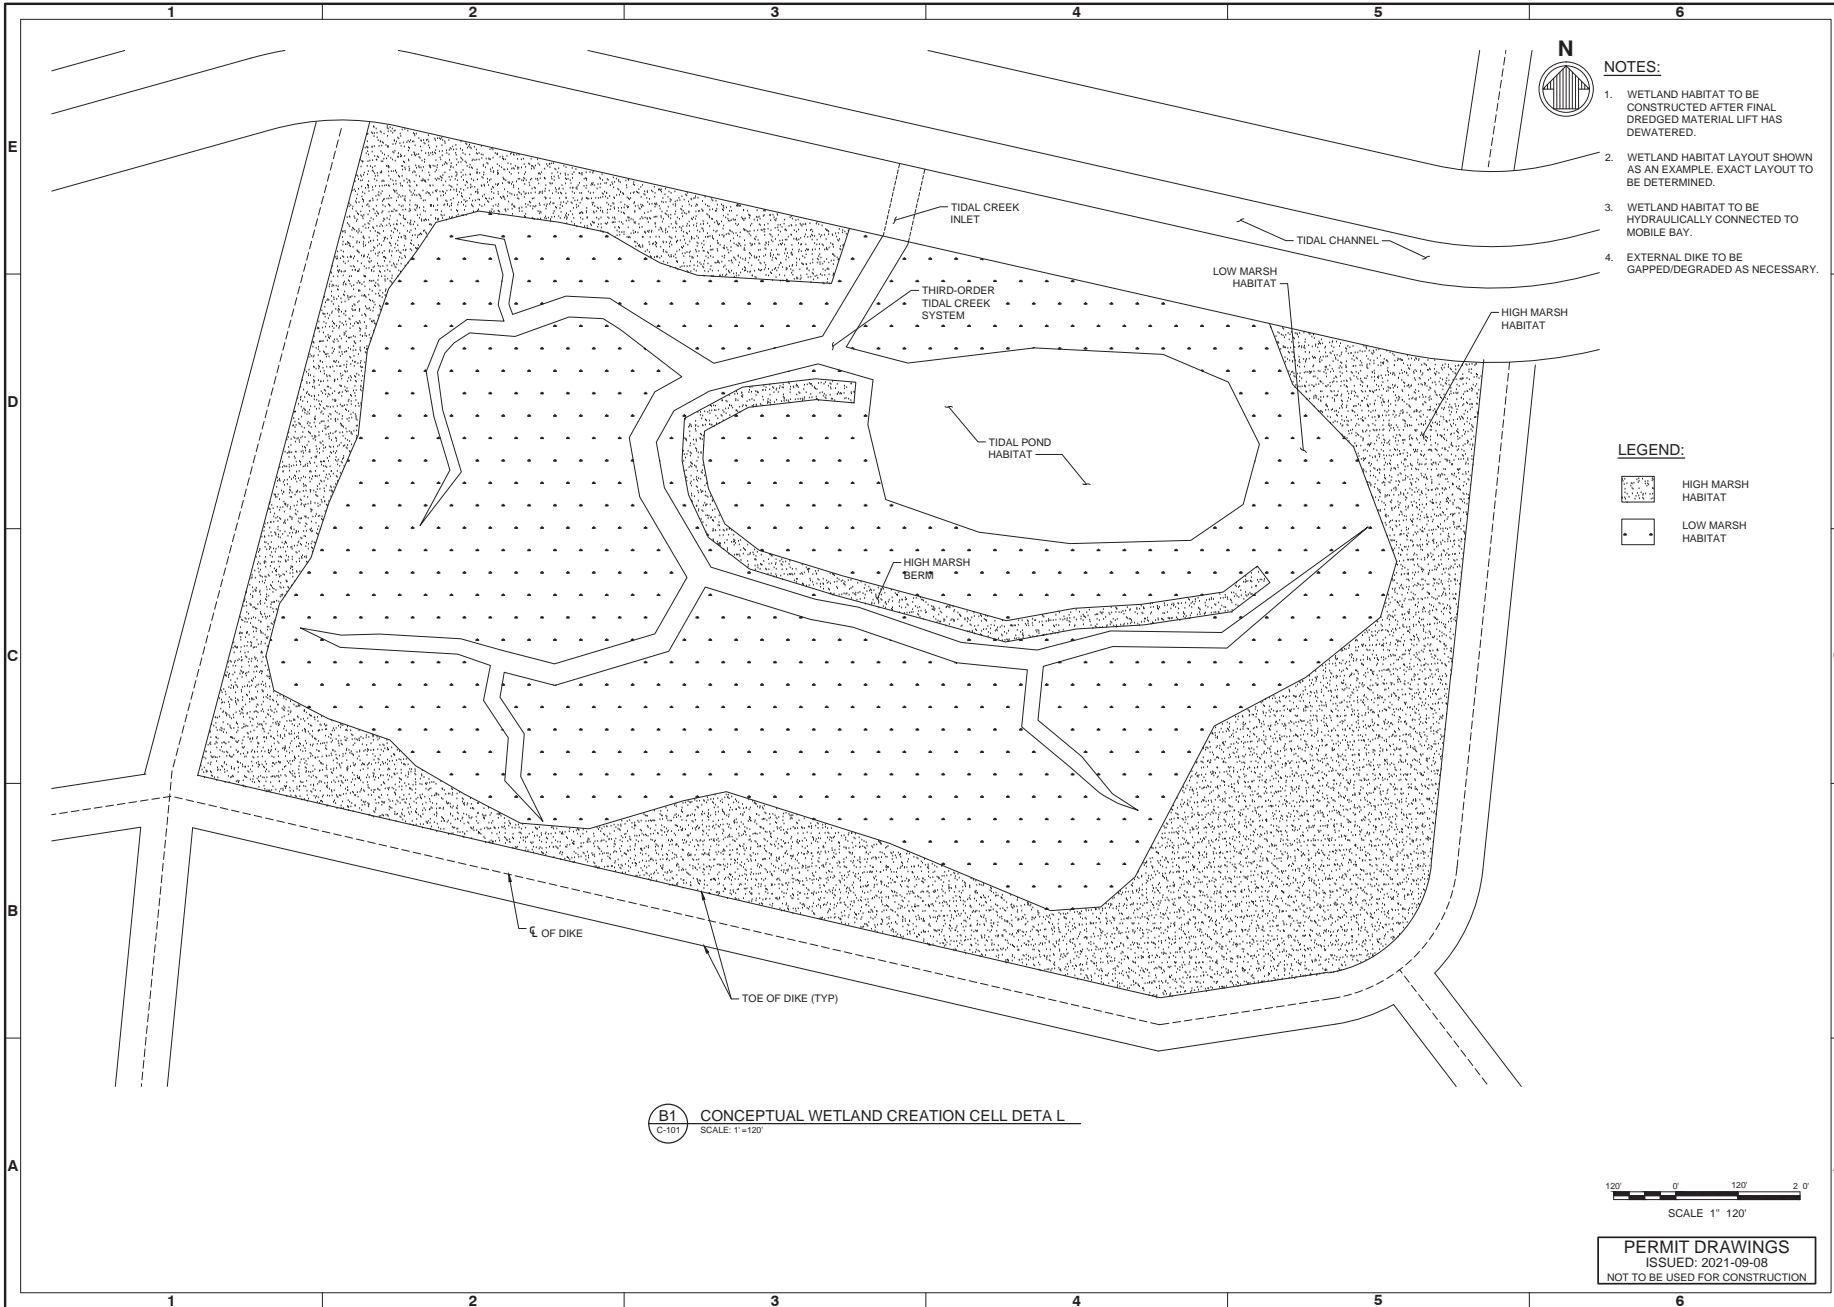 1 2 3 4 5 6
E
D
C
B
A
N
NOTES:
1. WETLAND HABITAT TO BE
CONSTRUCTED AFTER FINAL
DREDGED MATERIAL LIFT HAS
DEWATERED.
2. WETLAND HABITAT LAYOUT SHOWN
AS AN EXAMPLE. EXACT LAYOUT TO
BE DETERMINED.
3. WETLAND HABITAT TO BE
HYDRAULICALLY CONNECTED TO
MOBILE BAY.
4. EXTERNAL DIKE TO BE
GAPPED/DEGRADED AS NECESSARY.
TIDAL CREEK
INLET
TIDAL CHANNEL
LOW MARSH
HABITAT
THIRD-ORDER
TIDAL CREEK
SYSTEM
HIGH MARSH
HABITAT
TIDAL POND
HABITAT
LEGEND:
HIGH MARSH
HABITAT
LOW MARSH
HABITAT
HIGH MARSH
BERM
℄ OF DIKE
TOE OF DIKE (TYP)
B1
C-101
CONCEPTUAL WETLAND CREATION CELL DETA L
SCALE: 1'=120'
120' 0' 120' 2 0'
SCALE 1" 120'
PERMIT DRAWINGS
ISSUED: 2021-09-08
NOT TO BE USED FOR CONSTRUCTION
1 2 3 4 5 6